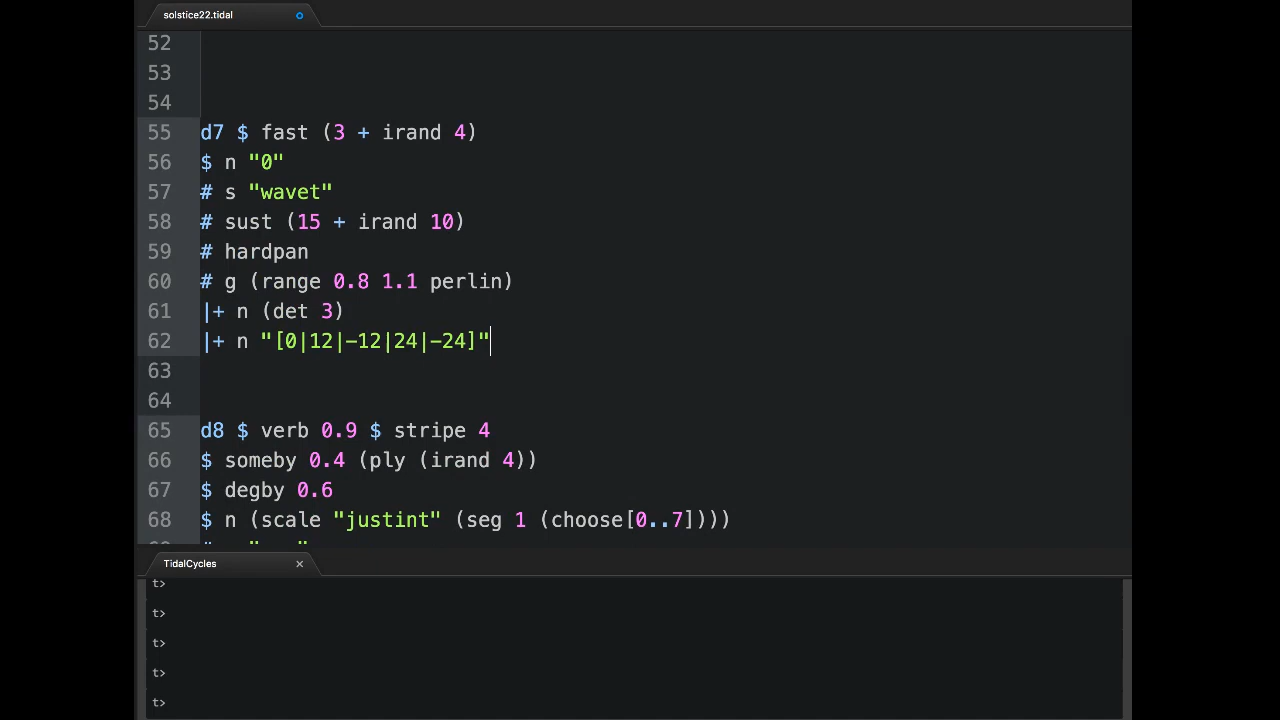 solstice22.tidal
52
53
54
55 d7 $ fast (3 + irand 4)
56 $ n "0"
57 # s "wavet"
58 # sust (15 + irand 10)
59 # hardpan
60 # g (range 0.8 1.1 perlin)
61 |+ n (det 3)
62 |+ n "[0|12|-12|24|-24]"
63
64
65 d8 $ verb 0.9 $ stripe 4
66 $ someby 0.4 (ply (irand 4))
67 $ degby 0.6
68 $ n (scale "justint" (seg 1 (choose[0..7])))
TidalCycles
t>
t>
t>
t>
t>